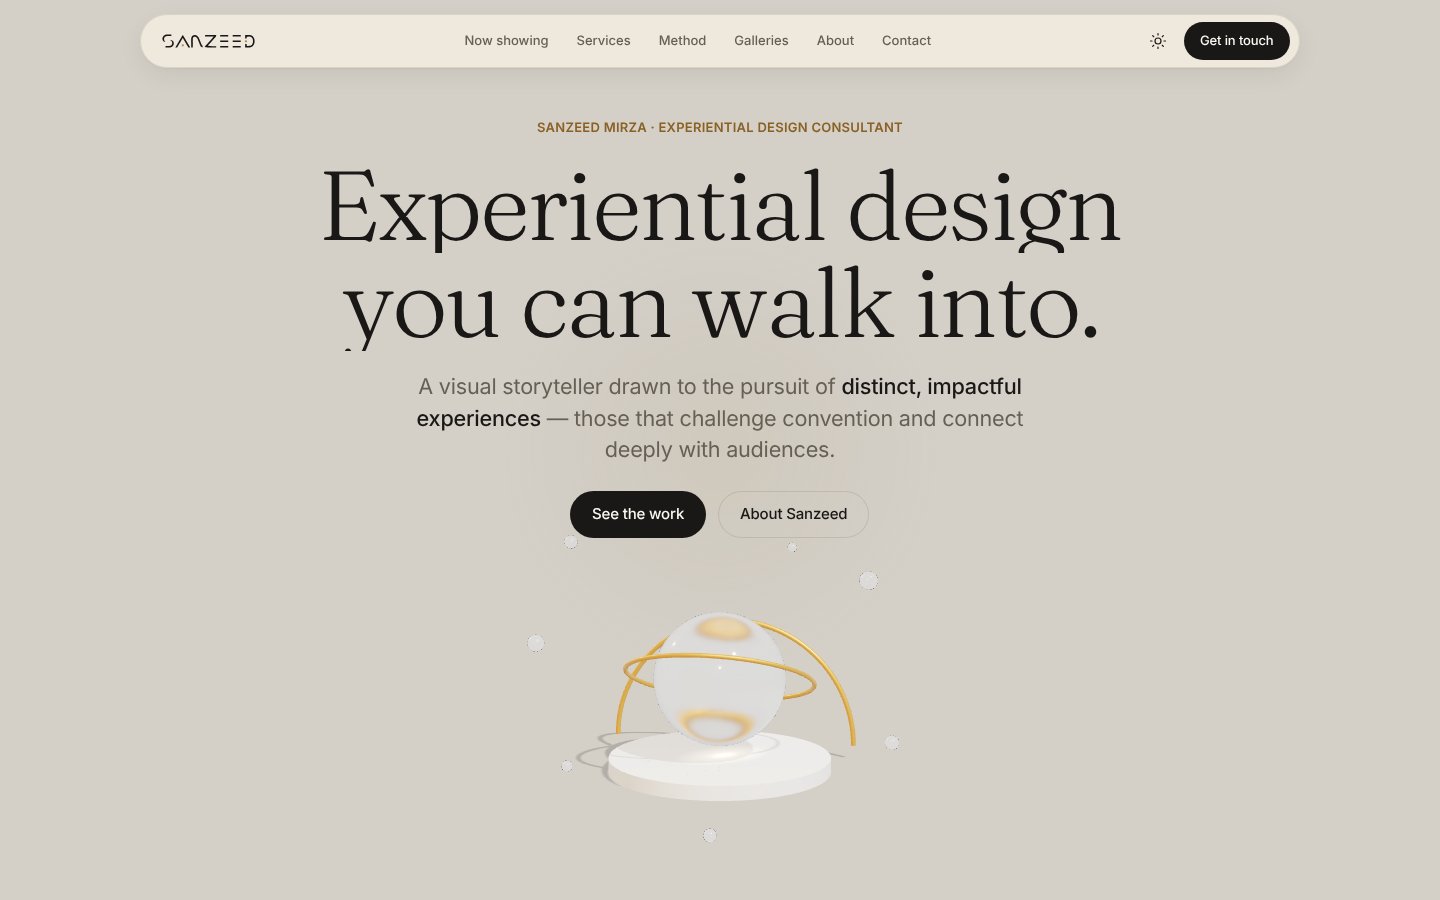 SANZEED
Now showing
Services
Method
Galleries
About
Contact
Get in touch
SANZEED MIRZA · EXPERIENTIAL DESIGN CONSULTANT
Experiential design
you can walk into.
A visual storyteller drawn to the pursuit of distinct, impactful
experiences — those that challenge convention and connect
deeply with audiences.
See the work
About Sanzeed